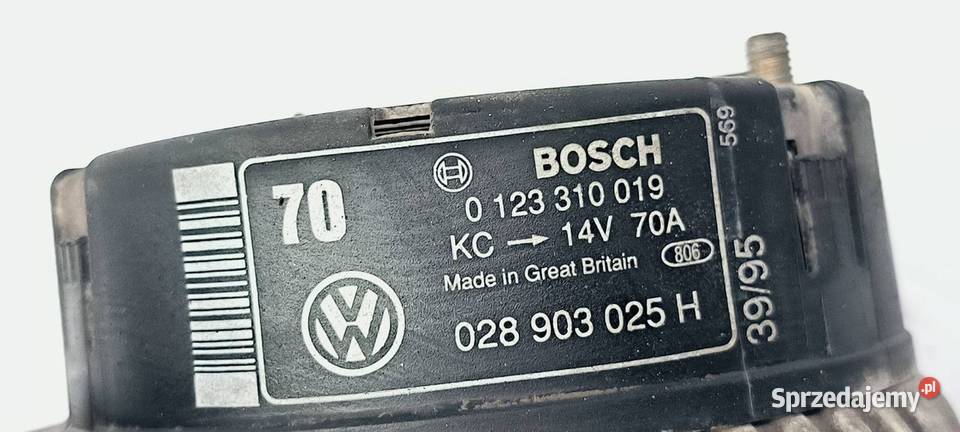 70
BOSCH
0 123 310 019
KC → 14V 70A
Made in Great Britain 806
028 903 025 H
569
39/95
Sprzedajemy.pl